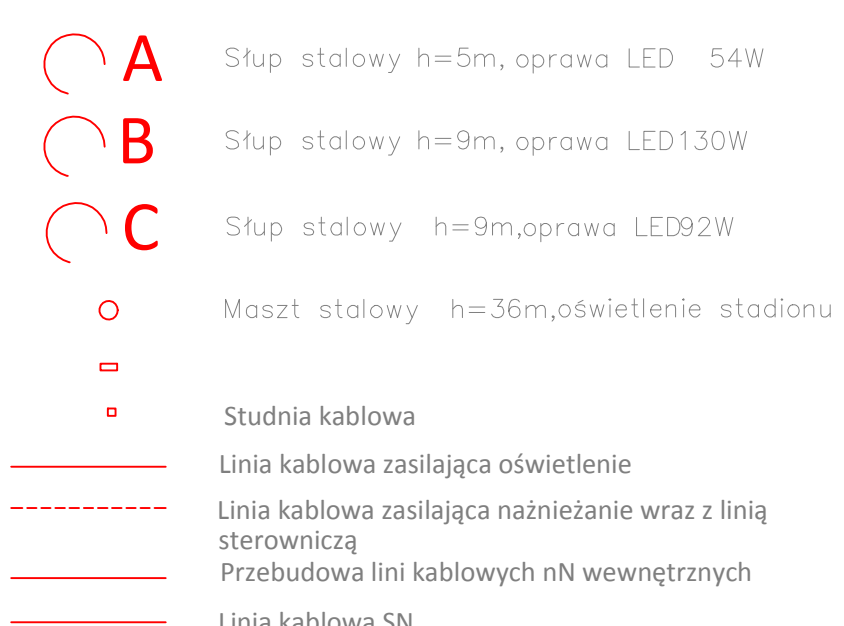 A Słup stalowy h=5m, oprawa LED 54W
B Słup stalowy h=9m, oprawa LED130W
C Słup stalowy h=9m,oprawa LED92W
Maszt stalowy h=36m,oświetlenie stadionu
Studnia kablowa
Linia kablowa zasilająca oświetlenie
Linia kablowa zasilająca nażnieżanie wraz z linią
sterowniczą
Przebudowa lini kablowych nN wewnętrznych
Linia kablowa SN